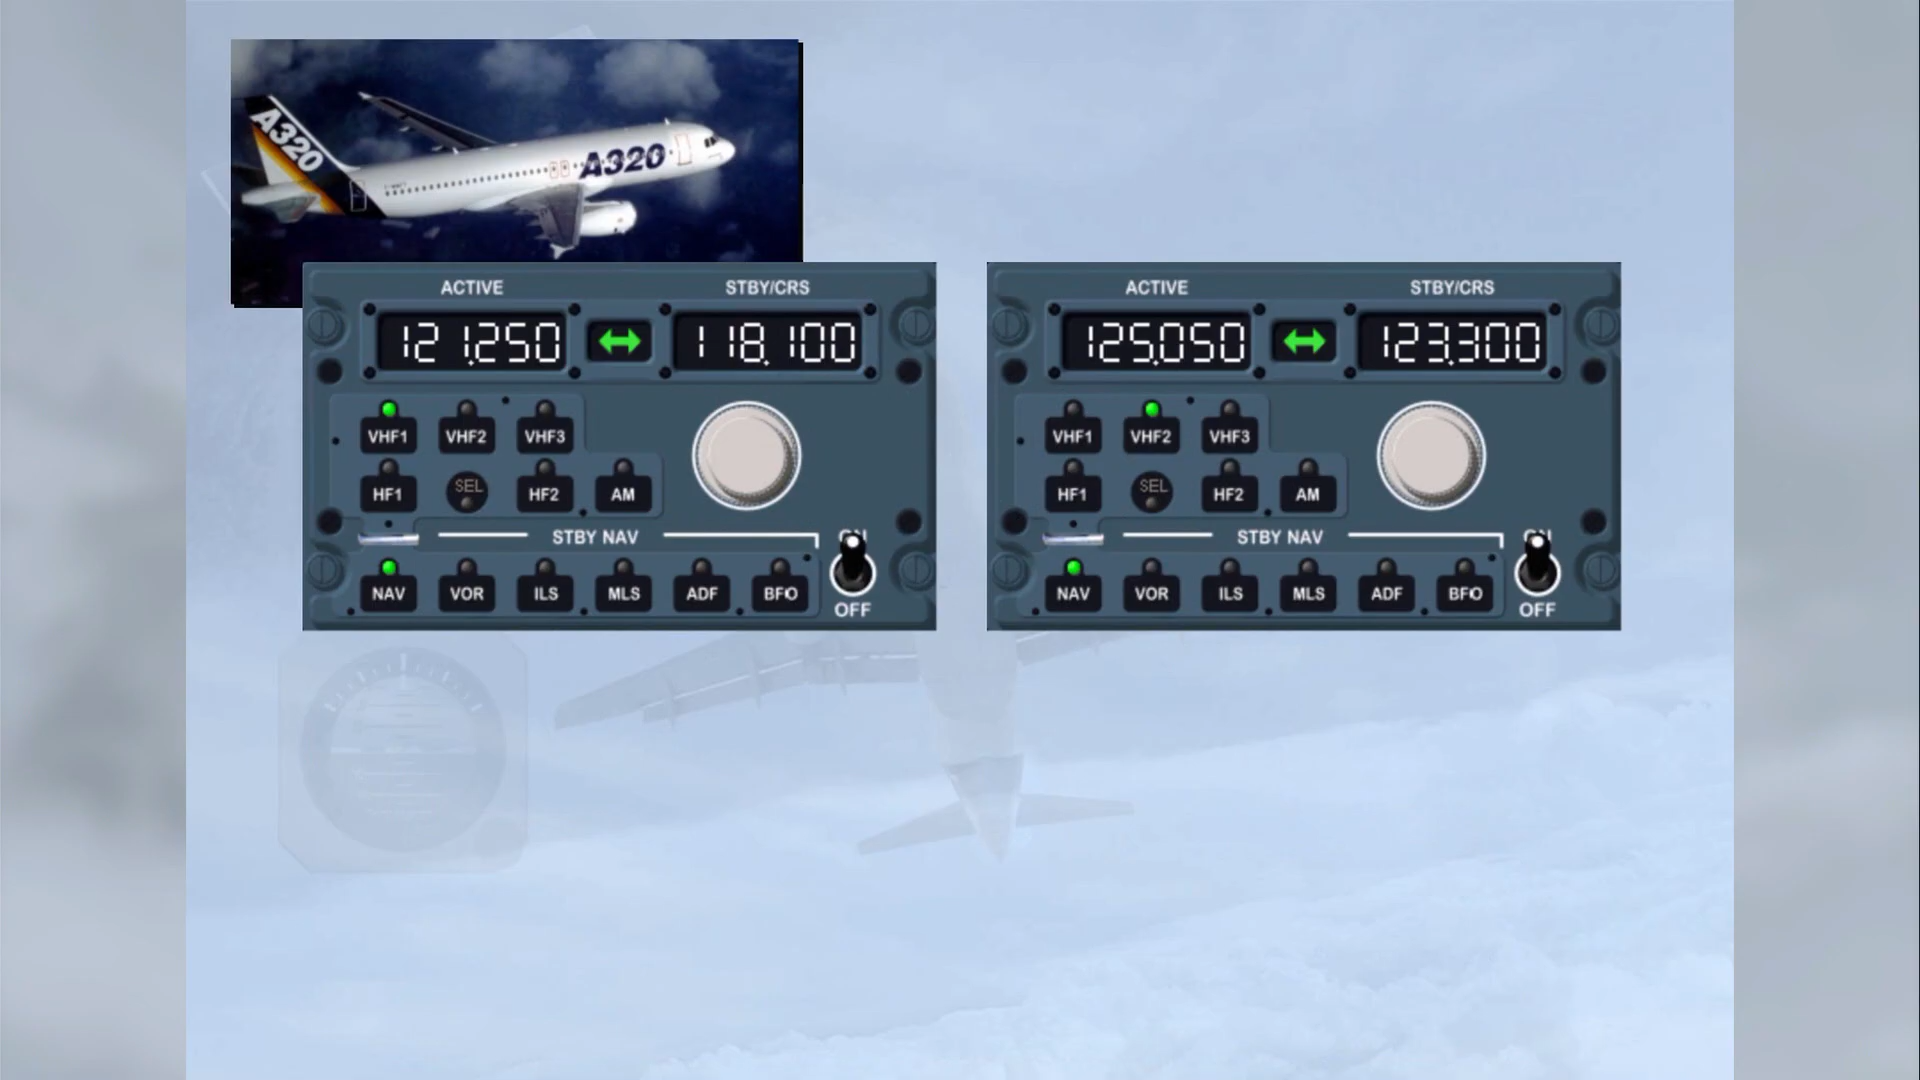 A320
A320
ACTIVE STBY/CRS
121.250 118.100
VHF1 VHF2 VHF3
HF1 SEL HF2 AM
STBY NAV ON
NAV VOR ILS MLS ADF BFO
OFF
ACTIVE STBY/CRS
125.050 123.300
VHF1 VHF2 VHF3
HF1 SEL HF2 AM
STBY NAV ON
NAV VOR ILS MLS ADF BFO
OFF